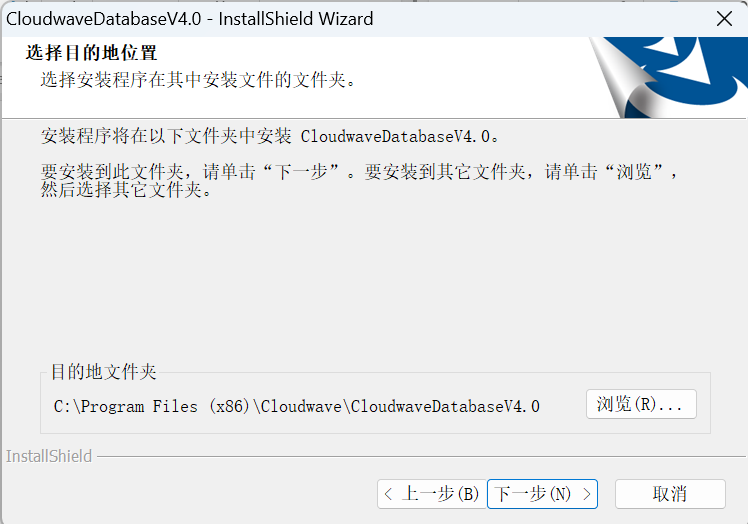 CloudwaveDatabaseV4.0 - InstallShield Wizard
选择目的地位置
选择安装程序在其中安装文件的文件夹。
安装程序将在以下文件夹中安装 CloudwaveDatabaseV4.0。
要安装到此文件夹，请单击“下一步”。要安装到其它文件夹，请单击“浏览”，
然后选择其它文件夹。
目的地文件夹
C:\Program Files (x86)\Cloudwave\CloudwaveDatabaseV4.0
浏览(R)...
InstallShield
< 上一步(B)
下一步(N) >
取消